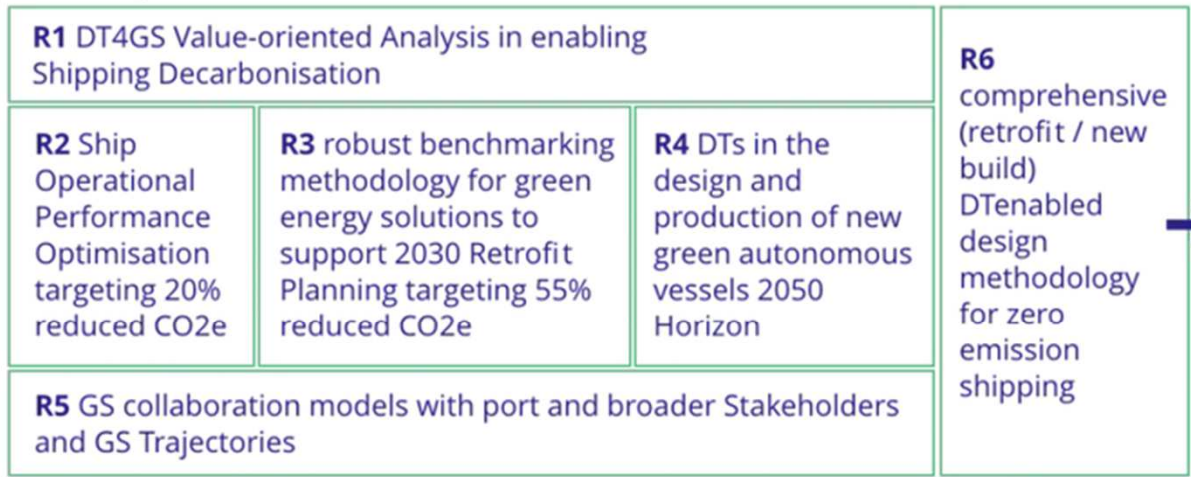 R1 DT4GS Value-oriented Analysis in enabling
Shipping Decarbonisation
R2 Ship
Operational
Performance
Optimisation
targeting 20%
reduced CO2e
R3 robust benchmarking
methodology for green
energy solutions to
support 2030 Retrofit
Planning targeting 55%
reduced CO2e
R4 DTs in the
design and
production of new
green autonomous
vessels 2050
Horizon
R5 GS collaboration models with port and broader Stakeholders
and GS Trajectories
R6
comprehensive
(retrofit / new
build)
DTenabled
design
methodology
for zero
emission
shipping